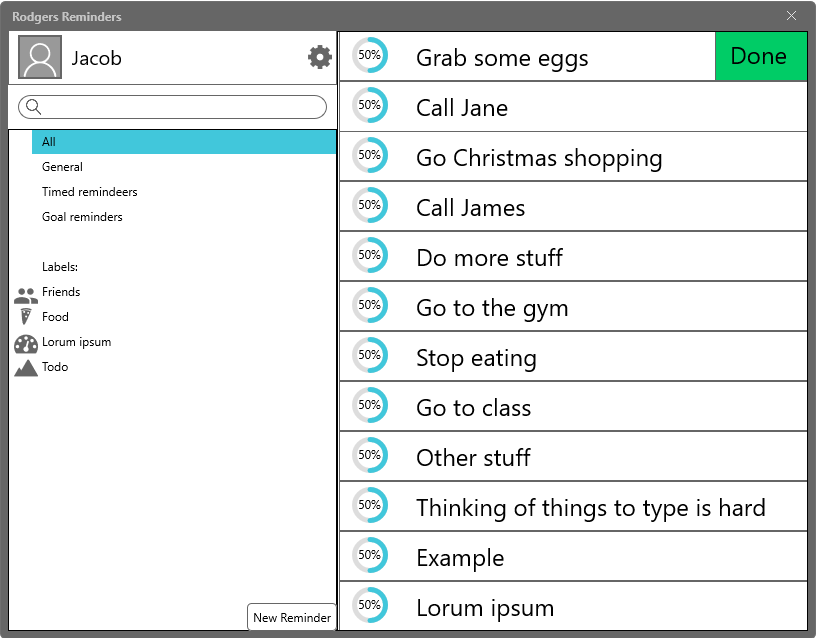 Rodgers Reminders
Jacob
All
General
Timed remindeers
Goal reminders
Labels:
Friends
Food
Lorum ipsum
Todo
New Reminder
50% Grab some eggs Done
50% Call Jane
50% Go Christmas shopping
50% Call James
50% Do more stuff
50% Go to the gym
50% Stop eating
50% Go to class
50% Other stuff
50% Thinking of things to type is hard
50% Example
50% Lorum ipsum